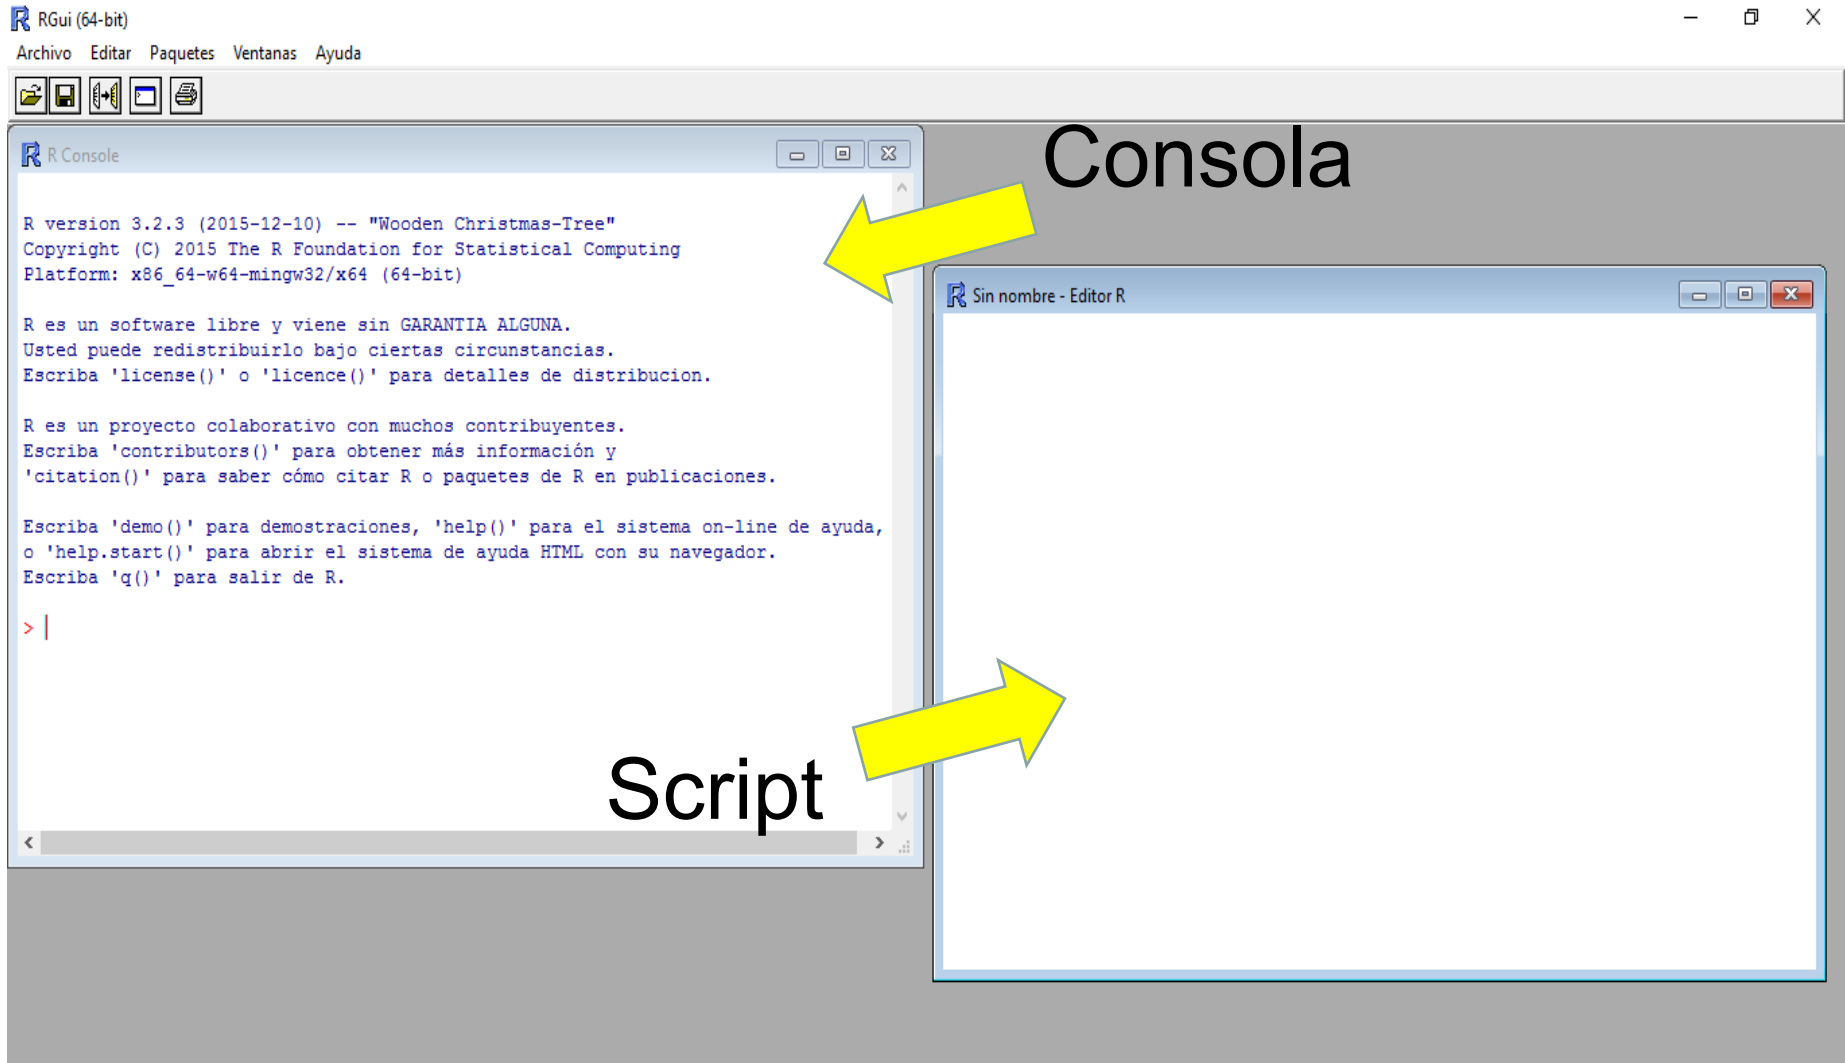 RGui (64-bit)
Archivo Editar Paquetes Ventanas Ayuda
R Console
Consola
R version 3.2.3 (2015-12-10) -- "Wooden Christmas-Tree"
Copyright (C) 2015 The R Foundation for Statistical Computing
Platform: x86_64-w64-mingw32/x64 (64-bit)
R es un software libre y viene sin GARANTIA ALGUNA.
Usted puede redistribuirlo bajo ciertas circunstancias.
Escriba 'license()' o 'licence()' para detalles de distribucion.
R es un proyecto colaborativo con muchos contribuyentes.
Escriba 'contributors()' para obtener más información y
'citation()' para saber cómo citar R o paquetes de R en publicaciones.
Escriba 'demo()' para demostraciones, 'help()' para el sistema on-line de ayuda,
o 'help.start()' para abrir el sistema de ayuda HTML con su navegador.
Escriba 'q()' para salir de R.
>
Sin nombre - Editor R
Script